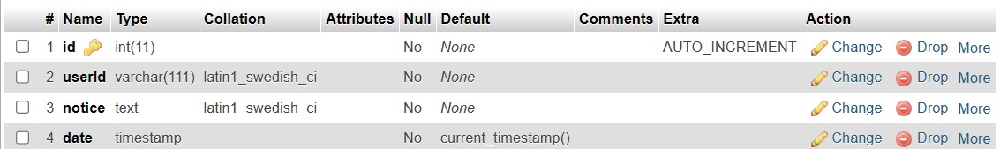 # Name Type Collation Attributes Null Default Comments Extra Action
1 id int(11) No None AUTO_INCREMENT Change Drop More
2 userId varchar(111) latin1_swedish_ci No None Change Drop More
3 notice text latin1_swedish_ci No None Change Drop More
4 date timestamp No current_timestamp() Change Drop More